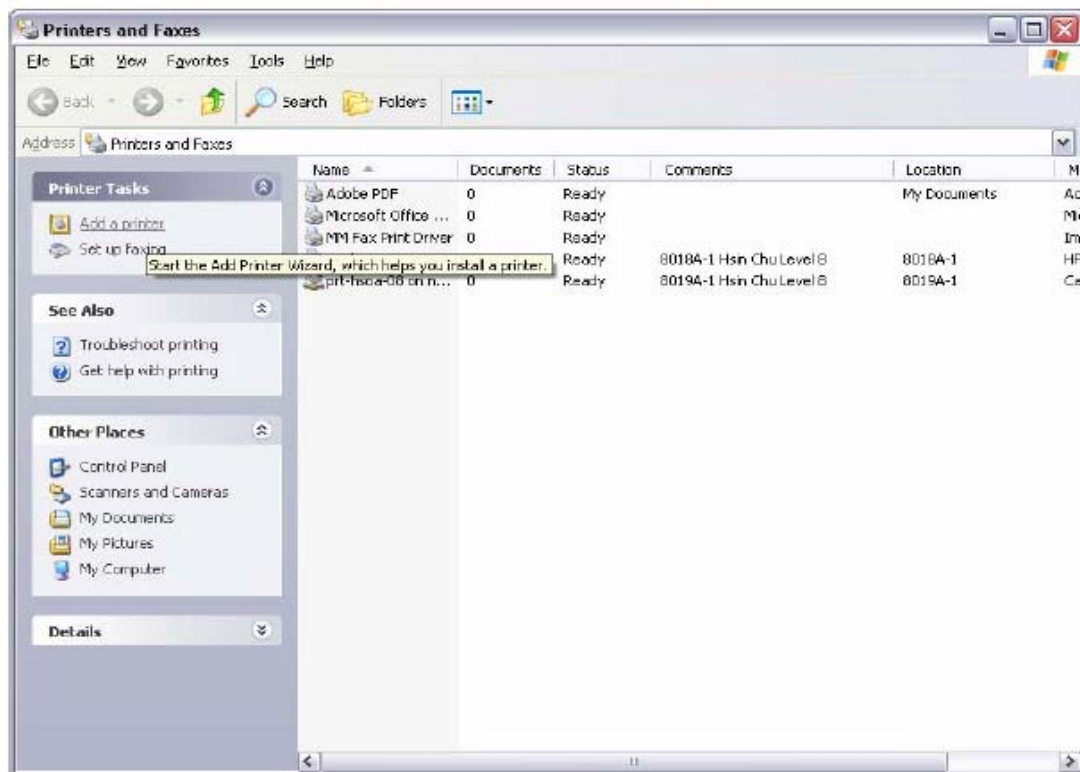 Printers and Faxes
File Edit View Favorites Tools Help
Back Search Folders
Address Printers and Faxes
Printer Tasks
Add a printer
Set up faxing
Start the Add Printer Wizard, which helps you install a printer.
See Also
Troubleshoot printing
Get help with printing
Other Places
Control Panel
Scanners and Cameras
My Documents
My Pictures
My Computer
Details
Name Documents Status Comments Location M
Adobe PDF 0 Ready My Documents Ac
Microsoft Office ... 0 Ready Mi
MM Fax Print Driver 0 Ready Im
Ready 8018A-1 Hsin Chu Level 8 8018A-1 HP
0 Ready 8019A-1 Hsin Chu Level 8 8019A-1 Ca